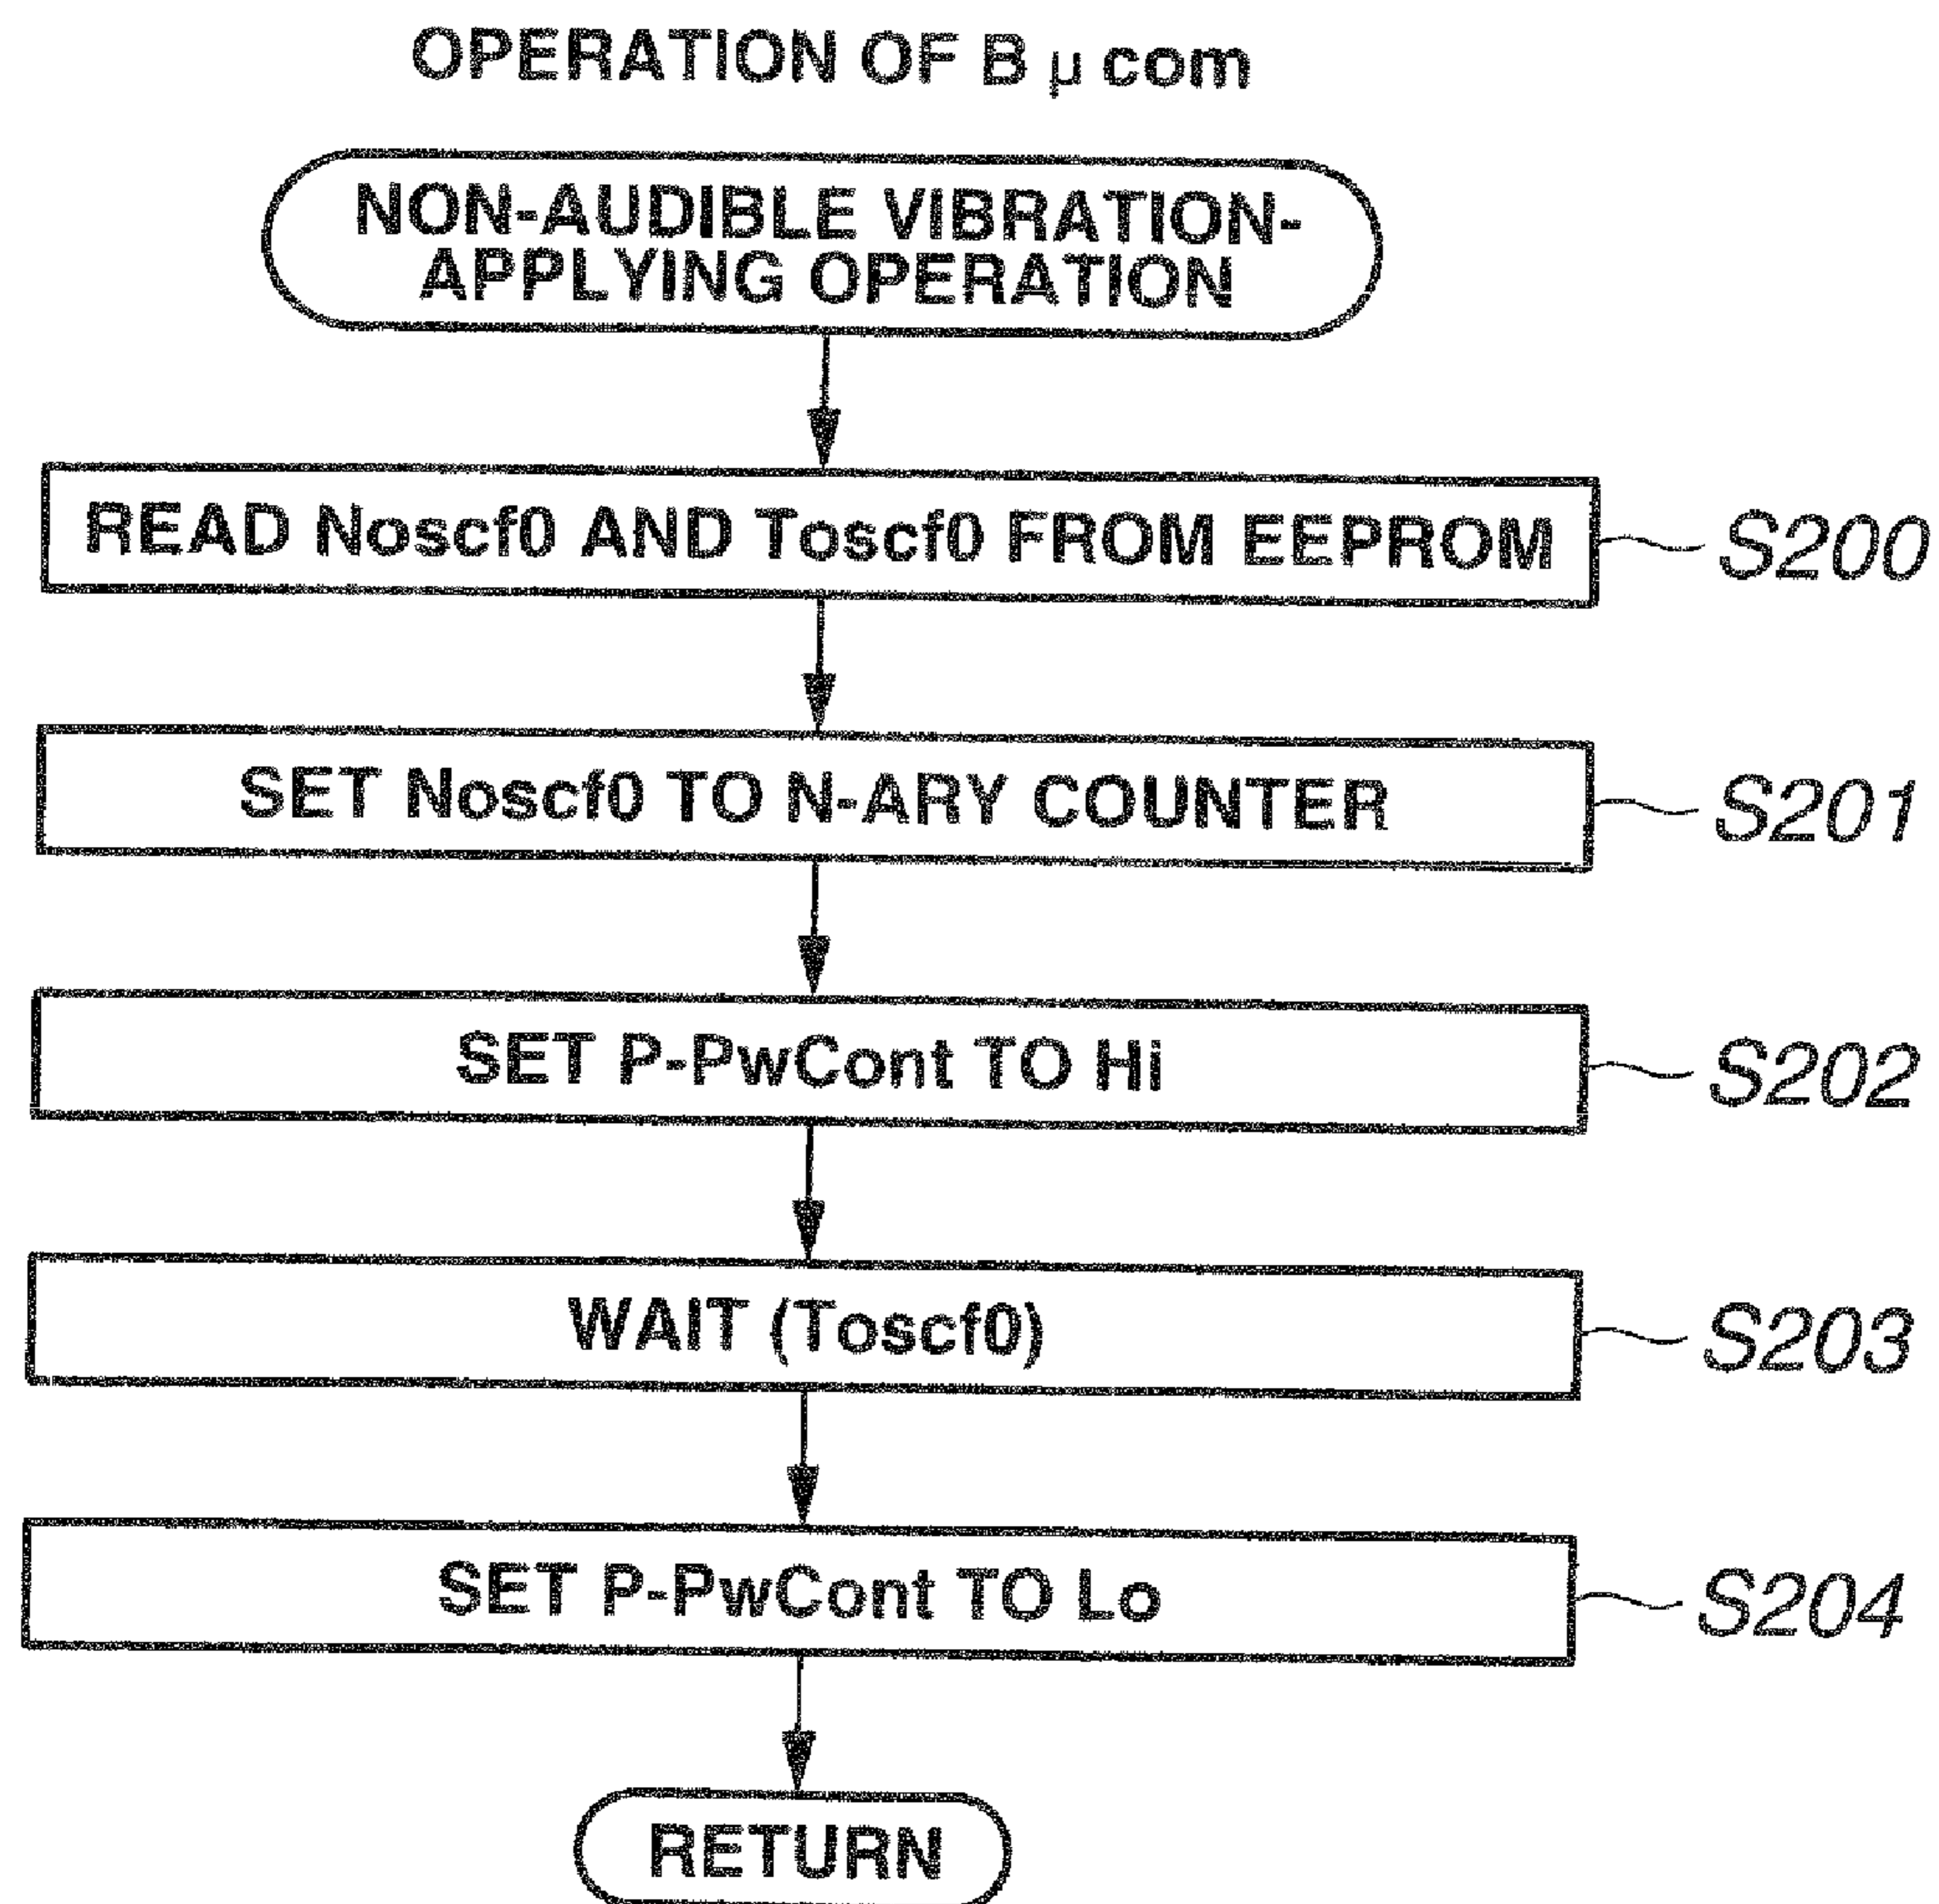 OPERATION OF B μ com
NON-AUDIBLE VIBRATION-
APPLYING OPERATION
READ Noscf0 AND Toscf0 FROM EEPROM
S200
SET Noscf0 TO N-ARY COUNTER
S201
SET P-PwCont TO Hi
S202
WAIT (Toscf0)
S203
SET P-PwCont TO Lo
S204
RETURN